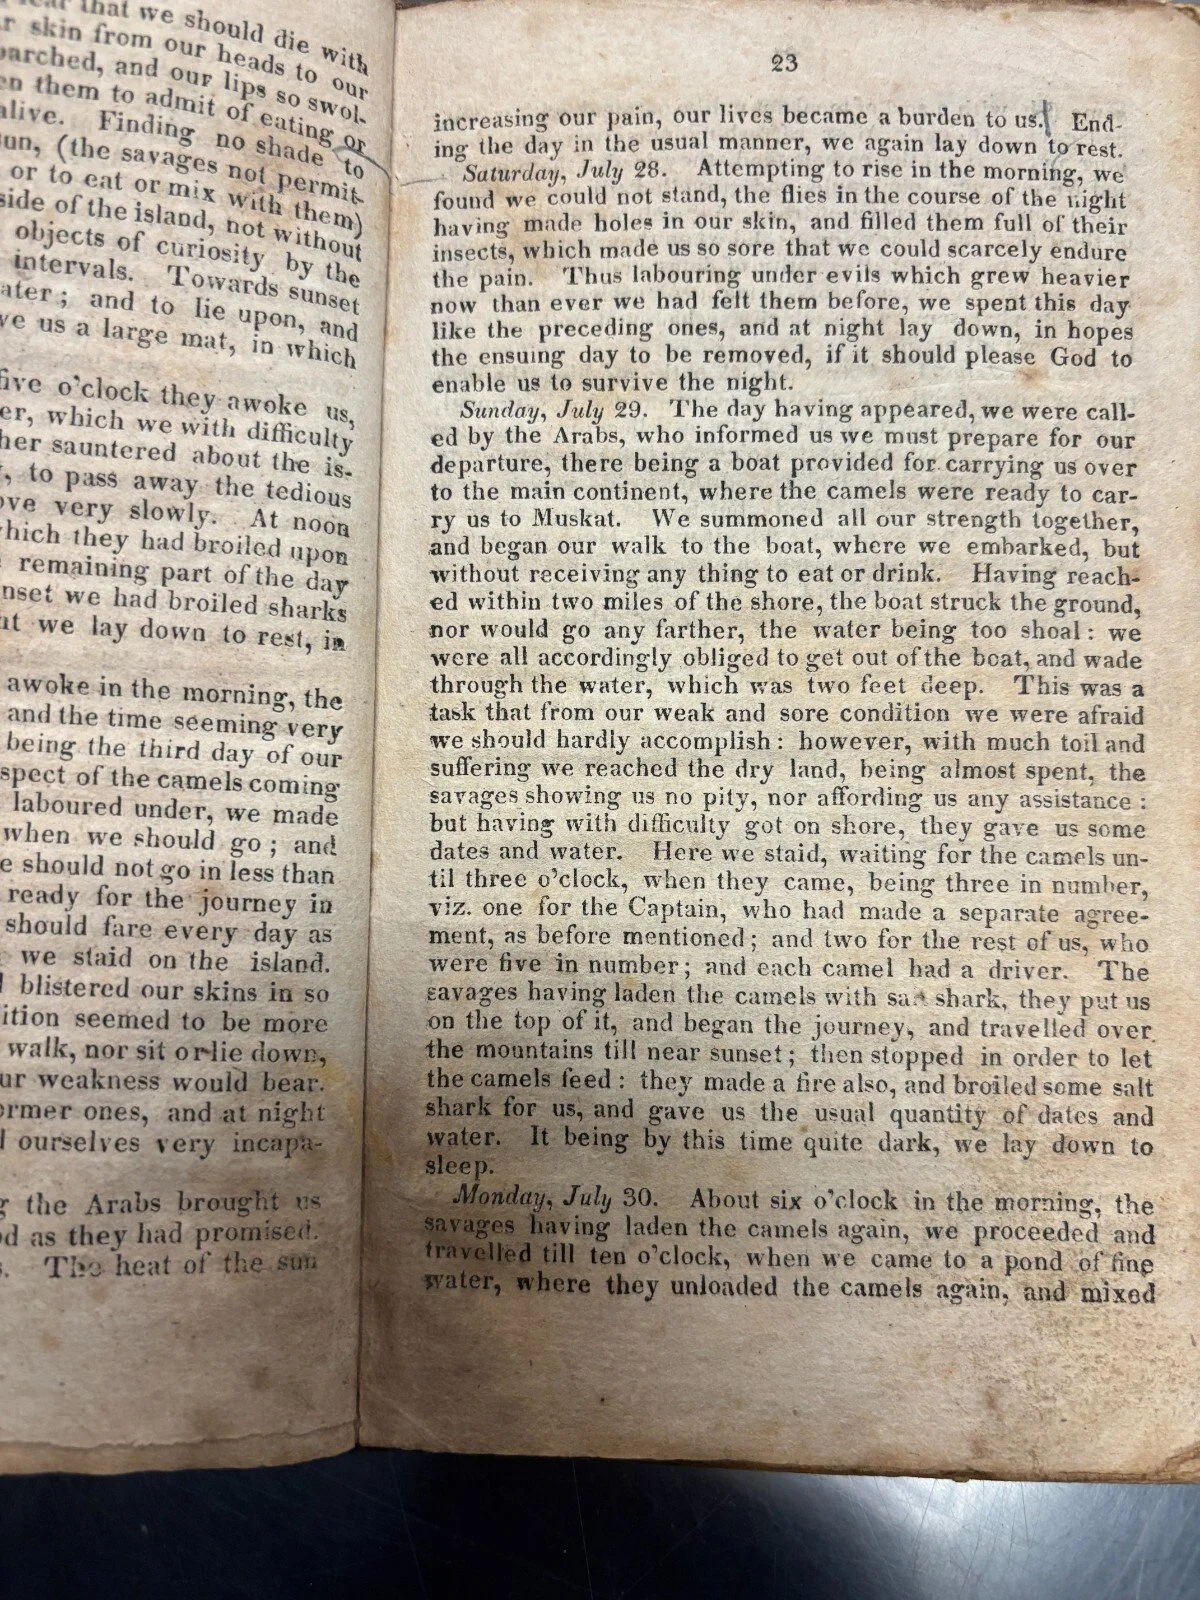 that we should die with
skin from our heads to our
parched, and our lips so swol-
them to admit of eating or
alive. Finding no shade to
sun, (the savages not permit-
or to eat or mix with them)
side of the island, not without
objects of curiosity by the
intervals. Towards sunset
water; and to lie upon, and
us a large mat, in which
five o'clock they awoke us,
which we with difficulty
sauntered about the is-
to pass away the tedious
very slowly. At noon
which they had broiled upon
remaining part of the day
sunset we had broiled sharks
we lay down to rest, in
awoke in the morning, the
and the time seeming very
being the third day of our
of the camels coming
laboured under, we made
when we should go; and
should not go in less than
ready for the journey in
should fare every day as
we staid on the island.
blistered our skins in so
seemed to be more
walk, nor sit or lie down,
our weakness would bear.
former ones, and at night
ourselves very incapa-
the Arabs brought us
as they had promised.
The heat of the sun
23
increasing our pain, our lives became a burden to us. End-
ing the day in the usual manner, we again lay down to rest.
Saturday, July 28. Attempting to rise in the morning, we
found we could not stand, the flies in the course of the night
having made holes in our skin, and filled them full of their
insects, which made us so sore that we could scarcely endure
the pain. Thus labouring under evils which grew heavier
now than ever we had felt them before, we spent this day
like the preceding ones, and at night lay down, in hopes
the ensuing day to be removed, if it should please God to
enable us to survive the night.
Sunday, July 29. The day having appeared, we were call-
ed by the Arabs, who informed us we must prepare for our
departure, there being a boat provided for carrying us over
to the main continent, where the camels were ready to car-
ry us to Muskat. We summoned all our strength together,
and began our walk to the boat, where we embarked, but
without receiving any thing to eat or drink. Having reach-
ed within two miles of the shore, the boat struck the ground,
nor would go any farther, the water being too shoal: we
were all accordingly obliged to get out of the boat, and wade
through the water, which was two feet deep. This was a
task that from our weak and sore condition we were afraid
we should hardly accomplish: however, with much toil and
suffering we reached the dry land, being almost spent, the
savages showing us no pity, nor affording us any assistance:
but having with difficulty got on shore, they gave us some
dates and water. Here we staid, waiting for the camels un-
til three o'clock, when they came, being three in number,
viz. one for the Captain, who had made a separate agree-
ment, as before mentioned; and two for the rest of us, who
were five in number; and each camel had a driver. The
savages having laden the camels with shark, they put us
on the top of it, and began the journey, and travelled over
the mountains till near sunset; then stopped in order to let
the camels feed: they made a fire also, and broiled some salt
shark for us, and gave us the usual quantity of dates and
water. It being by this time quite dark, we lay down to
sleep.
Monday, July 30. About six o'clock in the morning, the
savages having laden the camels again, we proceeded and
travelled till ten o'clock, when we came to a pond of fine
water, where they unloaded the camels again, and mixed